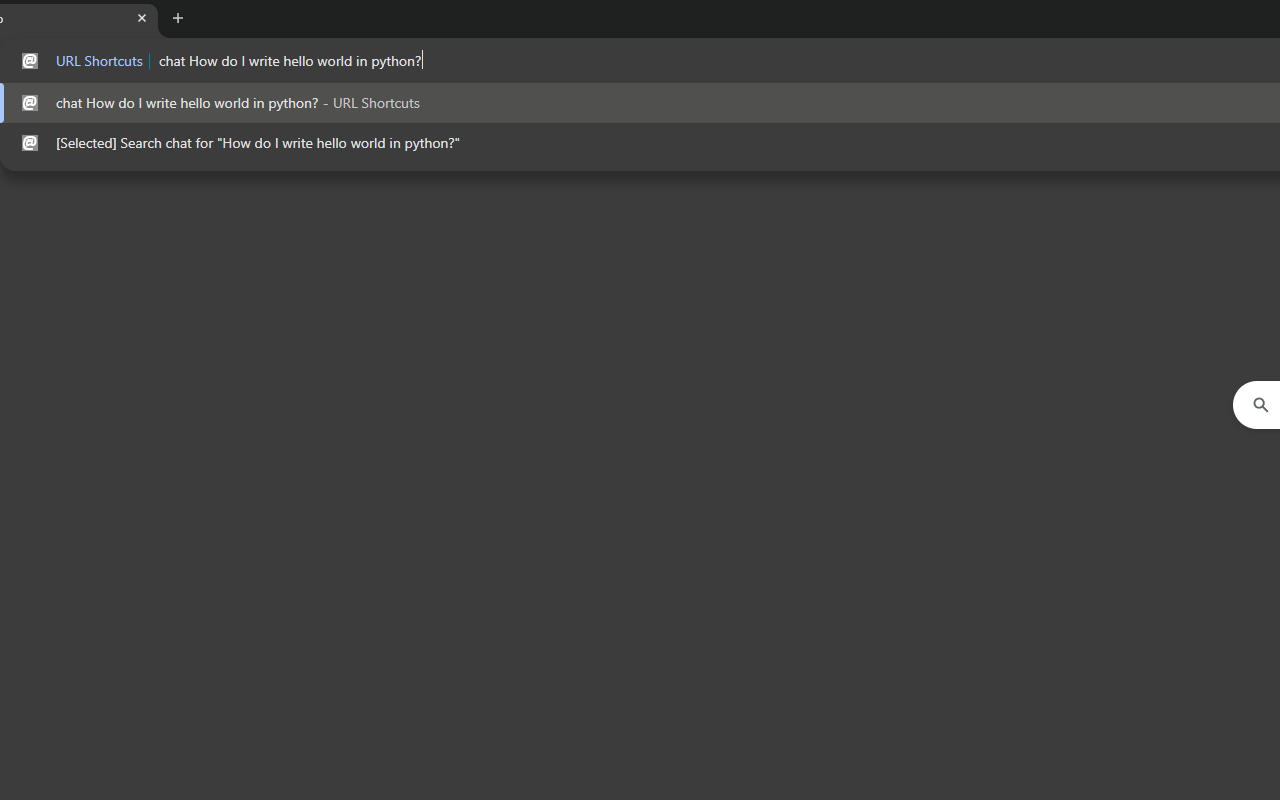 URL Shortcuts chat How do I write hello world in python?
chat How do I write hello world in python? - URL Shortcuts
[Selected] Search chat for "How do I write hello world in python?"